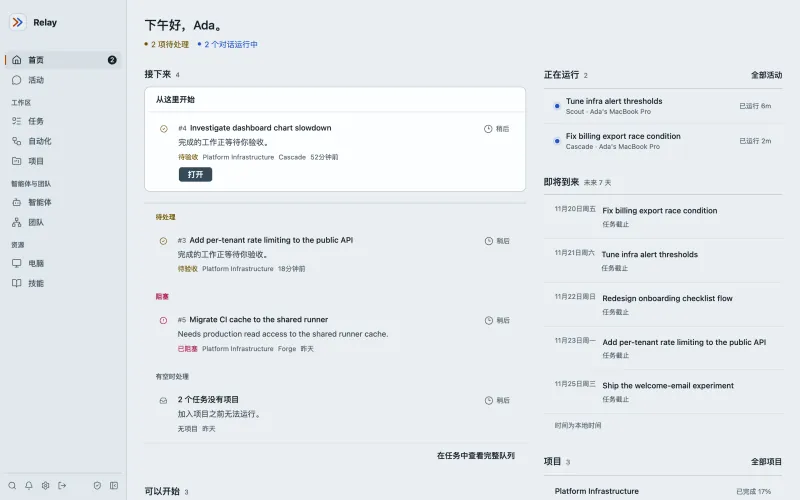 Relay
首页 2
活动
工作区
任务
自动化
项目
智能体与团队
智能体
团队
资源
电脑
技能
下午好，Ada。
2 项待处理 2 个对话运行中
接下来 4
从这里开始
#4 Investigate dashboard chart slowdown 稍后
完成的工作正等待你验收。
待验收 Platform Infrastructure Cascade 52分钟前
打开
待处理
#3 Add per-tenant rate limiting to the public API 稍后
完成的工作正等待你验收。
待验收 Platform Infrastructure 18分钟前
阻塞
#5 Migrate CI cache to the shared runner 稍后
Needs production read access to the shared runner cache.
已阻塞 Platform Infrastructure Forge 昨天
有空时处理
2 个任务没有项目 稍后
加入项目之前无法运行。
无项目 昨天
在任务中查看完整队列
可以开始 3
正在运行 2 全部活动
Tune infra alert thresholds 已运行 6m
Scout · Ada's MacBook Pro
Fix billing export race condition 已运行 2m
Cascade · Ada's MacBook Pro
即将到来 未来 7 天
11月20日周五 Fix billing export race condition
任务截止
11月21日周六 Tune infra alert thresholds
任务截止
11月22日周日 Redesign onboarding checklist flow
任务截止
11月23日周一 Add per-tenant rate limiting to the public API
任务截止
11月25日周三 Ship the welcome-email experiment
任务截止
时间为本地时间
项目 3 全部项目
Platform Infrastructure 已完成 17%